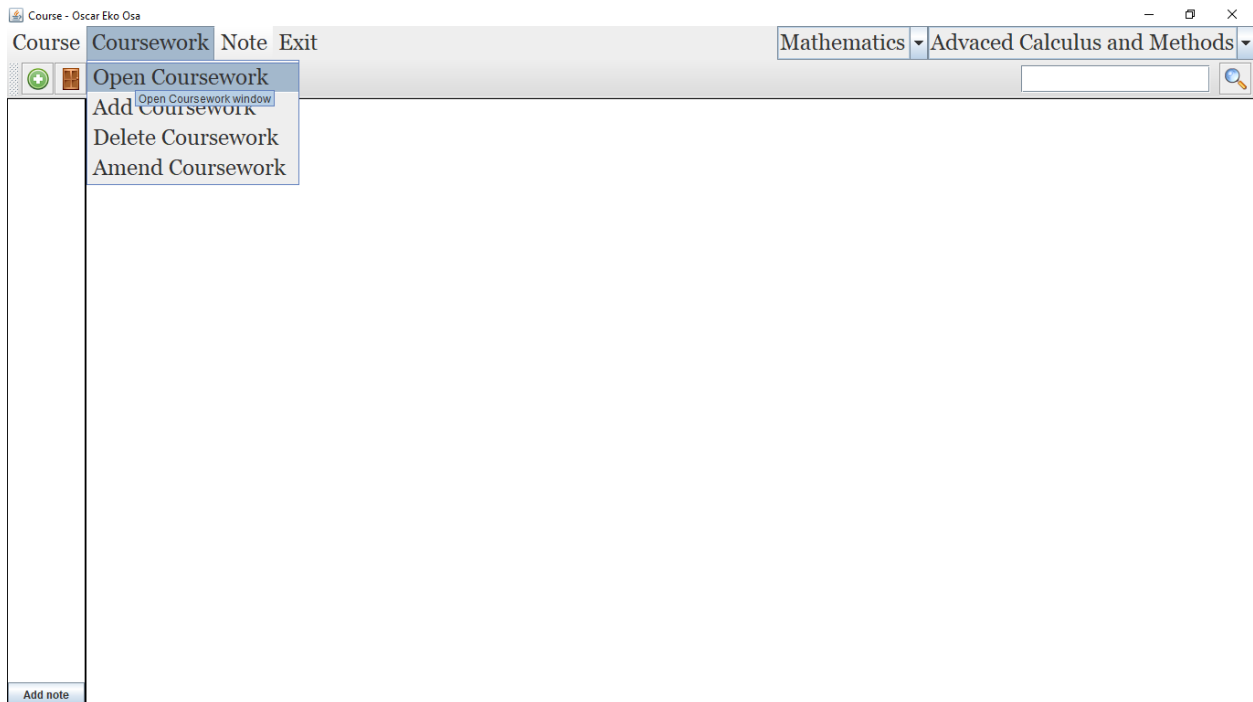 Course - Oscar Eko Osa
Course Coursework Note Exit Mathematics Advaced Calculus and Methods
Open Coursework
Open Coursework window
Add Coursework
Delete Coursework
Amend Coursework
Add note